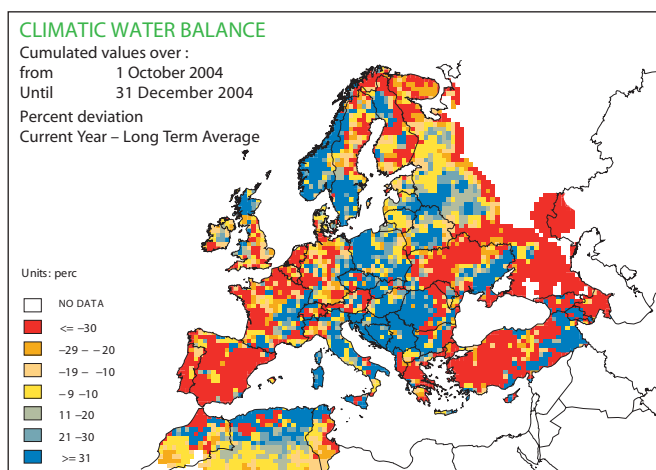 CLIMATIC WATER BALANCE
Cumulated values over :
from 1 October 2004
Until 31 December 2004
Percent deviation
Current Year – Long Term Average
Units: perc
NO DATA
<= –30
–29 – –20
–19 – –10
–9 –10
11 –20
21 –30
>= 31